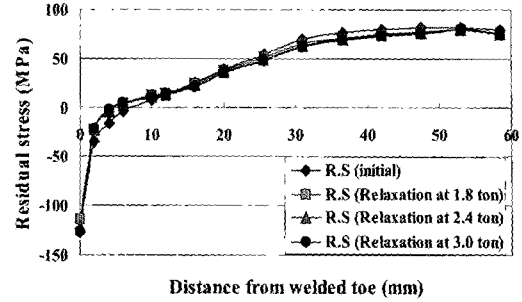 Residual stress (MPa)
100
50
0
-50
-100
-150
0 10 20 30 40 50 60
R.S (initial)
R.S (Relaxation at 1.8 ton)
R.S (Relaxation at 2.4 ton)
R.S (Relaxation at 3.0 ton)
Distance from welded toe (mm)